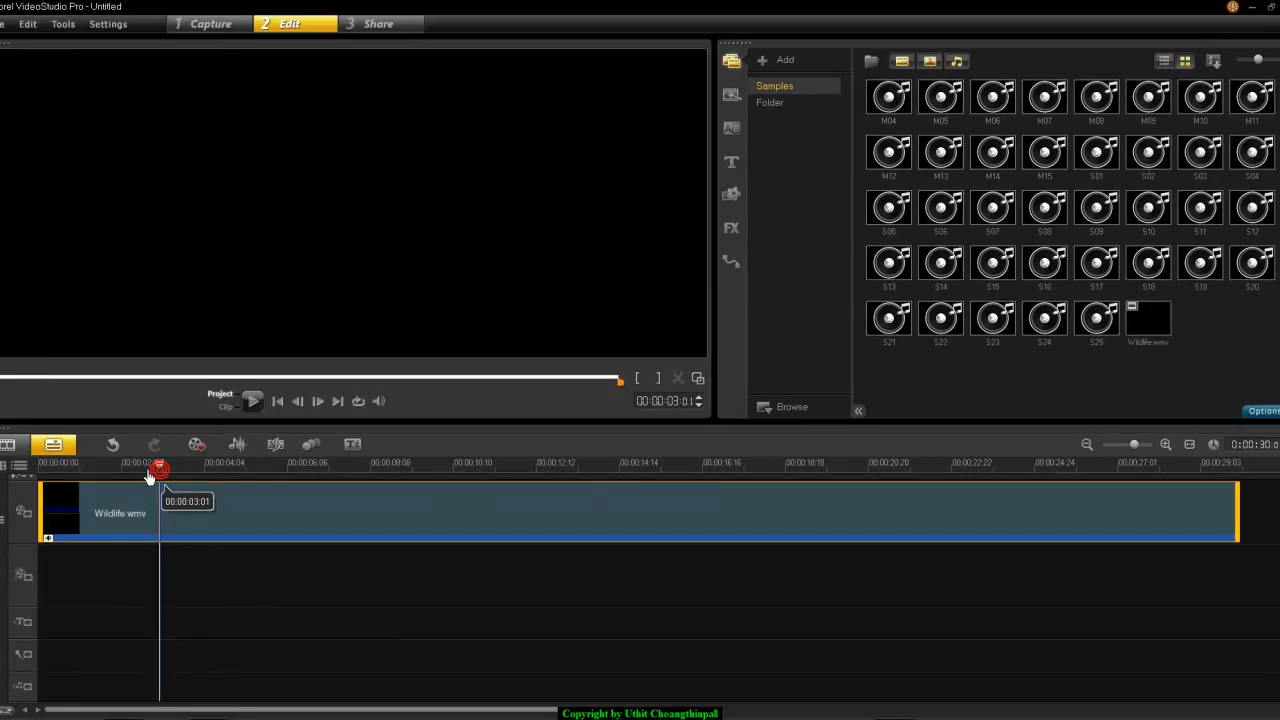 orel VideoStudio Pro - Untitled
e Edit Tools Settings 1 Capture 2 Edit 3 Share
Add
Samples
Folder
M04 M05 M06 M07 M08 M09 M10 M11
M12 M13 M14 M15 S01 S02 S03 S04
S05 S06 S07 S08 S09 S10 S11 S12
S13 S14 S15 S16 S17 S18 S19 S20
S21 S22 S23 S24 S25 Wildlife.wmv
Project
Clip
00:00:03:01
Browse
Options
0:00:30:0
00:00:00:00 00:00:02 00:00:04:04 00:00:06:06 00:00:08:08 00:00:10:10 00:00:12:12 00:00:14:14 00:00:16:16 00:00:18:18 00:00:20:20 00:00:22:22 00:00:24:24 00:00:27:01 00:00:29:03
00:00:03:01
Wildlife.wmv
Copyright by Uthit Cheangthinpall